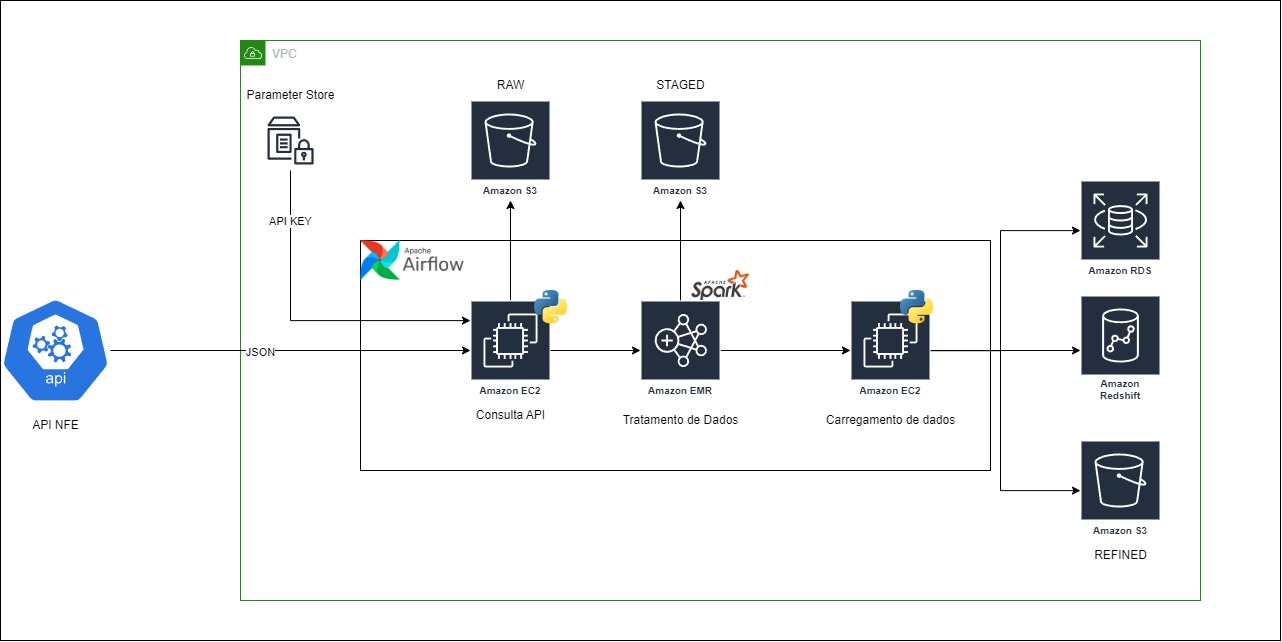 VPC
Parameter Store
RAW
STAGED
Amazon S3
Amazon S3
API KEY
Apache
Airflow
APACHE
Spark
Amazon RDS
JSON
api
API NFE
Amazon EC2
Consulta API
Amazon EMR
Tratamento de Dados
Amazon EC2
Carregamento de dados
Amazon
Redshift
Amazon S3
REFINED